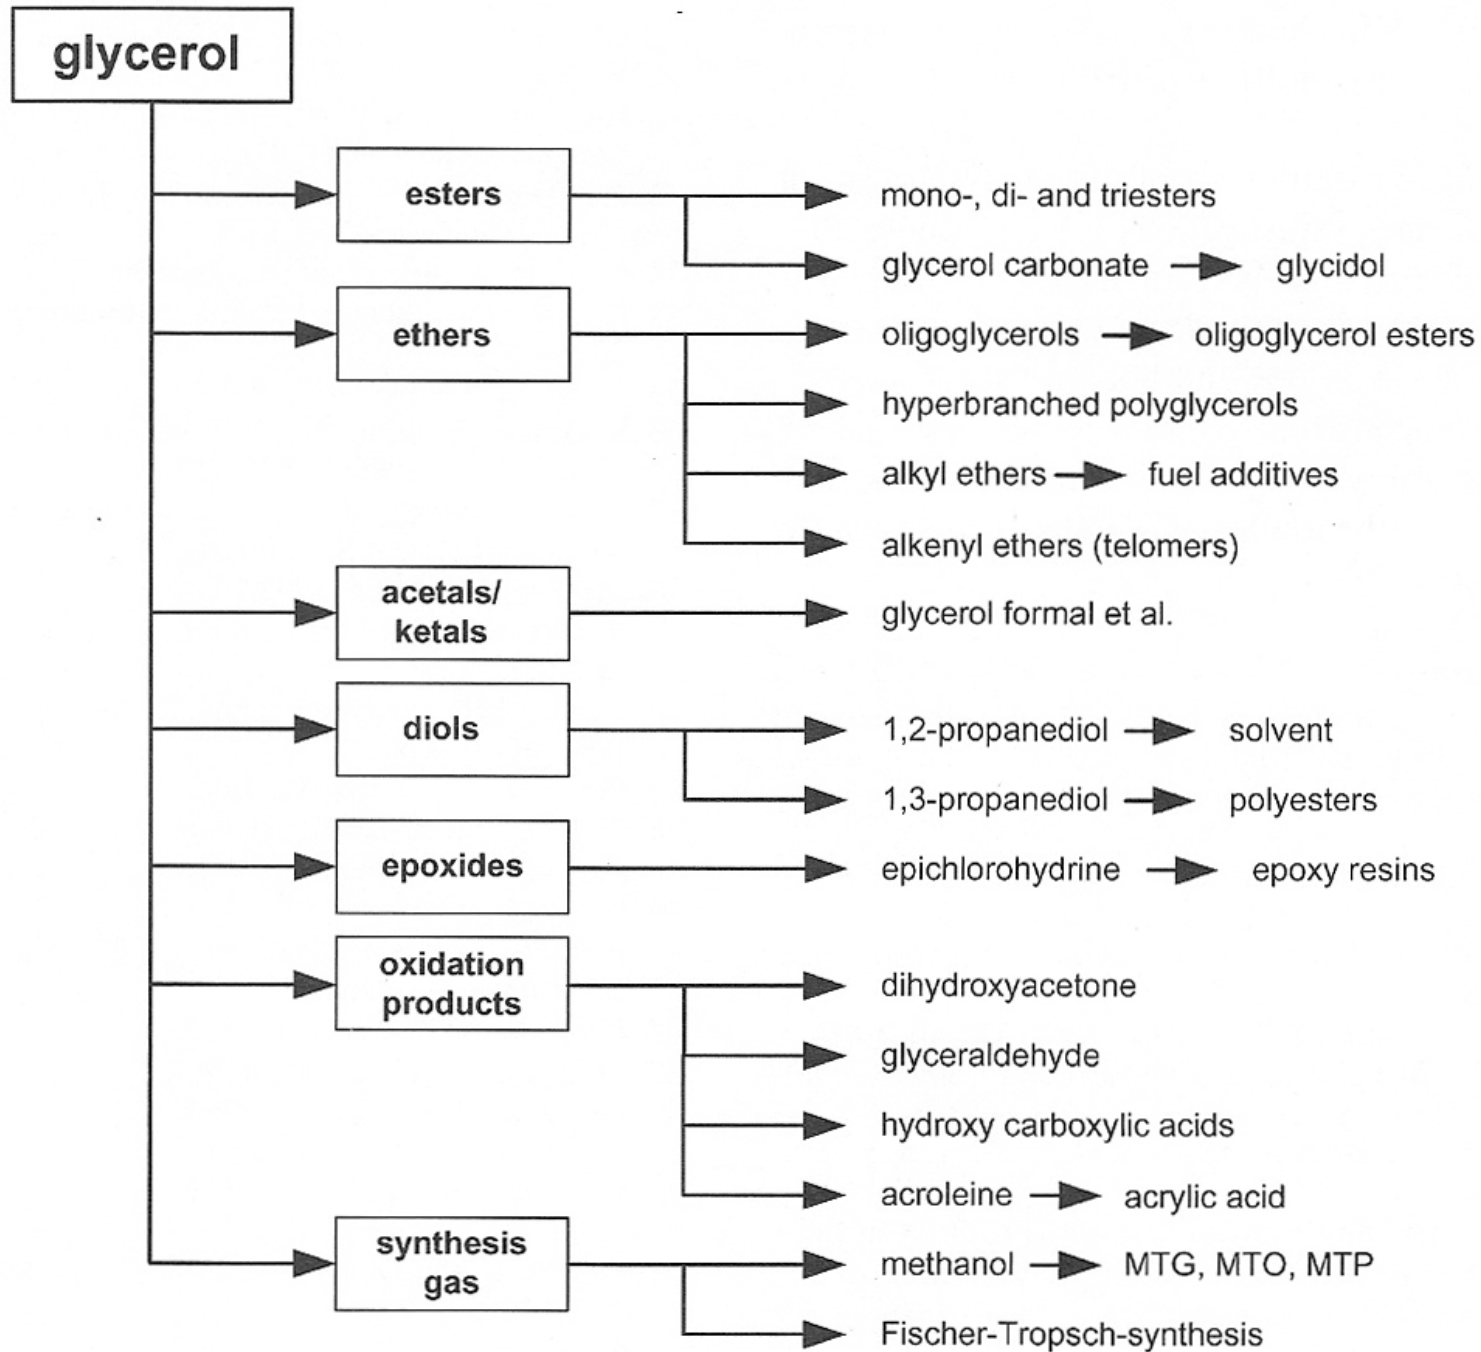 glycerol
esters
mono-, di- and triesters
glycerol carbonate
glycidol
ethers
oligoglycerols
oligoglycerol esters
hyperbranched polyglycerols
alkyl ethers
fuel additives
alkenyl ethers (telomers)
acetals/
ketals
glycerol formal et al.
diols
1,2-propanediol
solvent
1,3-propanediol
polyesters
epoxides
epichlorohydrine
epoxy resins
oxidation
products
dihydroxyacetone
glyceraldehyde
hydroxy carboxylic acids
acroleine
acrylic acid
synthesis
gas
methanol
MTG, MTO, MTP
Fischer-Tropsch-synthesis